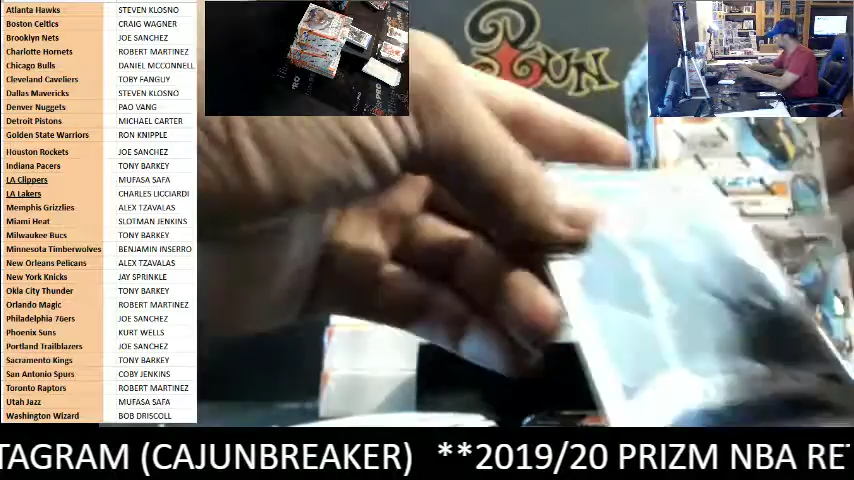 Atlanta Hawks STEVEN KLOSNO
Boston Celtics CRAIG WAGNER
Brooklyn Nets JOE SANCHEZ
Charlotte Hornets ROBERT MARTINEZ
Chicago Bulls DANIEL MCCONNELL
Cleveland Cavaliers TOBY FANGUY
Dallas Mavericks STEVEN KLOSNO
Denver Nuggets PAO VANG
Detroit Pistons MICHAEL CARTER
Golden State Warriors RON KNIPPLE
Houston Rockets JOE SANCHEZ
Indiana Pacers TONY BARKEY
LA Clippers MUFASA SAFA
LA Lakers CHARLES LICCIARDI
Memphis Grizzlies ALEX TZAVALAS
Miami Heat SLOTMAN JENKINS
Milwaukee Bucs TONY BARKEY
Minnesota Timberwolves BENJAMIN INSERRO
New Orleans Pelicans ALEX TZAVALAS
New York Knicks JAY SPRINKLE
Okla City Thunder TONY BARKEY
Orlando Magic ROBERT MARTINEZ
Philadelphia 76ers JOE SANCHEZ
Phoenix Suns KURT WELLS
Portland Trailblazers JOE SANCHEZ
Sacramento Kings TONY BARKEY
San Antonio Spurs COBY JENKINS
Toronto Raptors ROBERT MARTINEZ
Utah Jazz MUFASA SAFA
Washington Wizard BOB DRISCOLL
TAGRAM (CAJUNBREAKER) **2019/20 PRIZM NBA RET